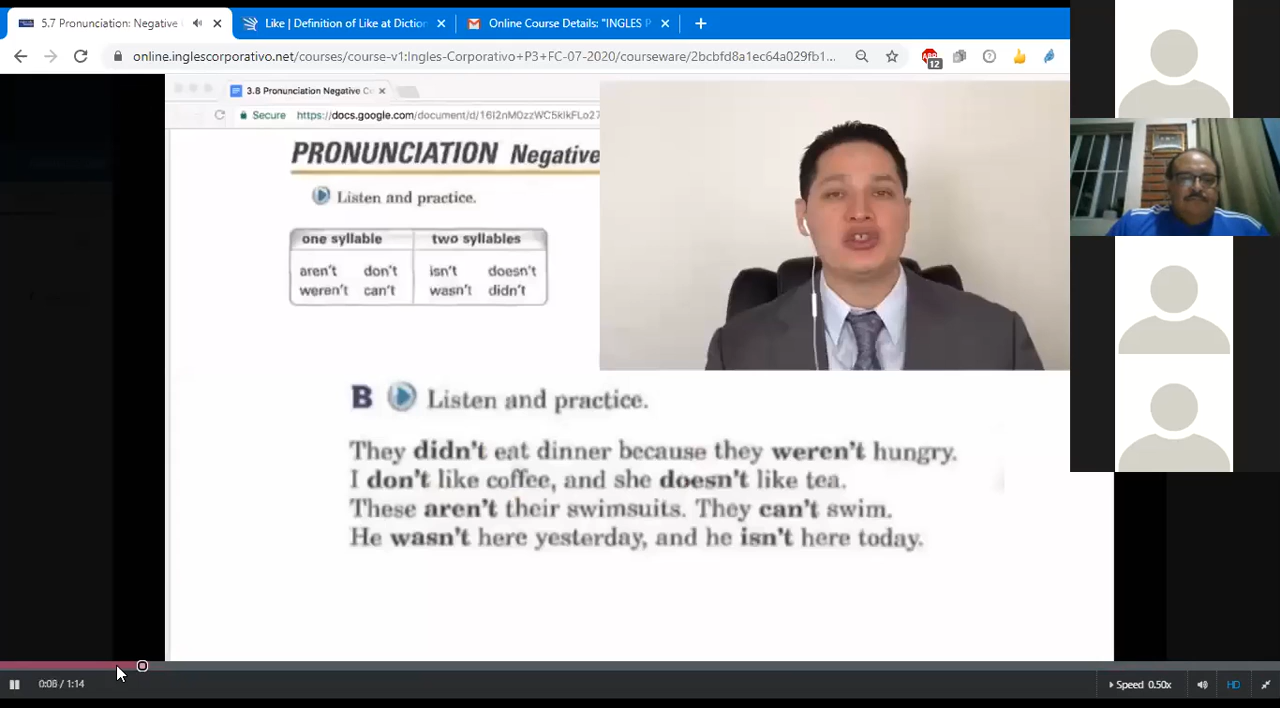 5.7 Pronunciation: Negative
Like | Definition of Like at Diction
Online Course Details: "INGLES P
online.inglescorporativo.net/courses/course-v1:Ingles-Corporativo+P3+FC-07-2020/courseware/2bcbfd8a1ec64a029fb1...
12
3.8 Pronunciation Negative
Secure https://docs.google.com/document/d/16I2nM0zzWC5kIkFLo27
PRONUNCIATION Negative
Listen and practice.
one syllable two syllables
aren't don't isn't doesn't
weren't can't wasn't didn't
B Listen and practice.
They didn't eat dinner because they weren't hungry.
I don't like coffee, and she doesn't like tea.
These aren't their swimsuits. They can't swim.
He wasn't here yesterday, and he isn't here today.
0:08 / 1:14
Speed 0.50x
HD